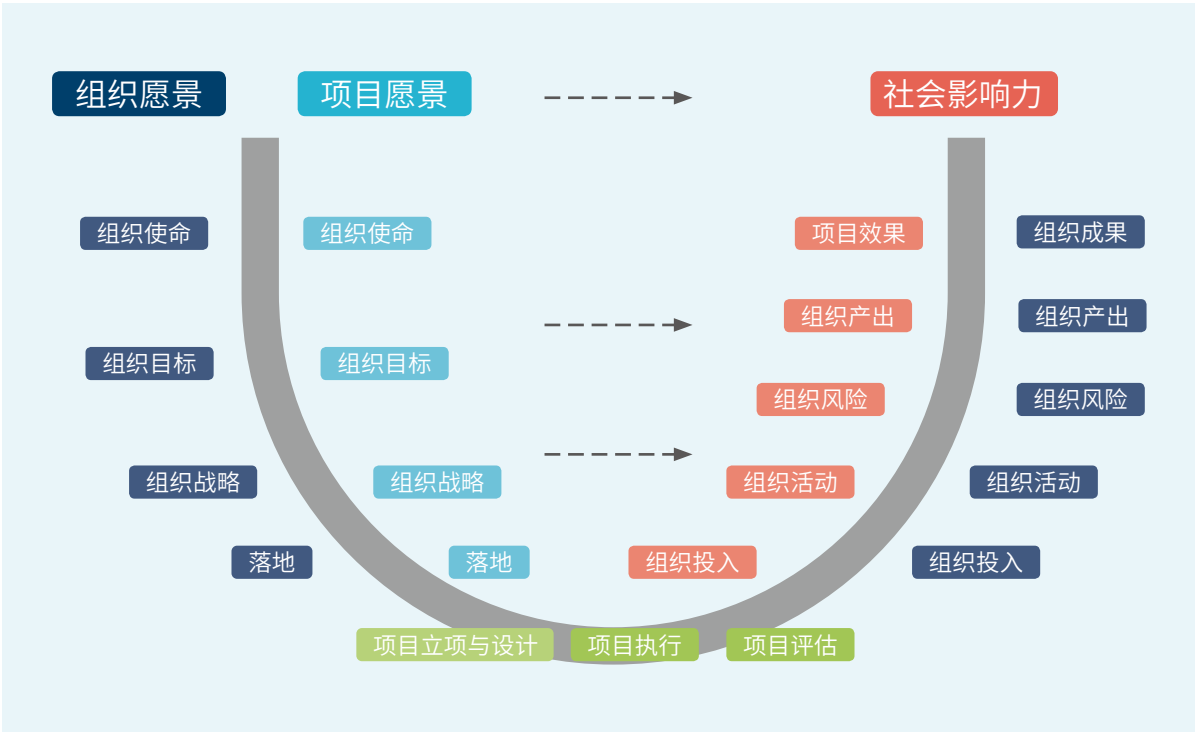 组织愿景
项目愿景
社会影响力
组织使命
组织使命
项目效果
组织成果
组织产出
组织产出
组织目标
组织目标
组织风险
组织风险
组织战略
组织战略
组织活动
组织活动
落地
落地
组织投入
组织投入
项目立项与设计
项目执行
项目评估